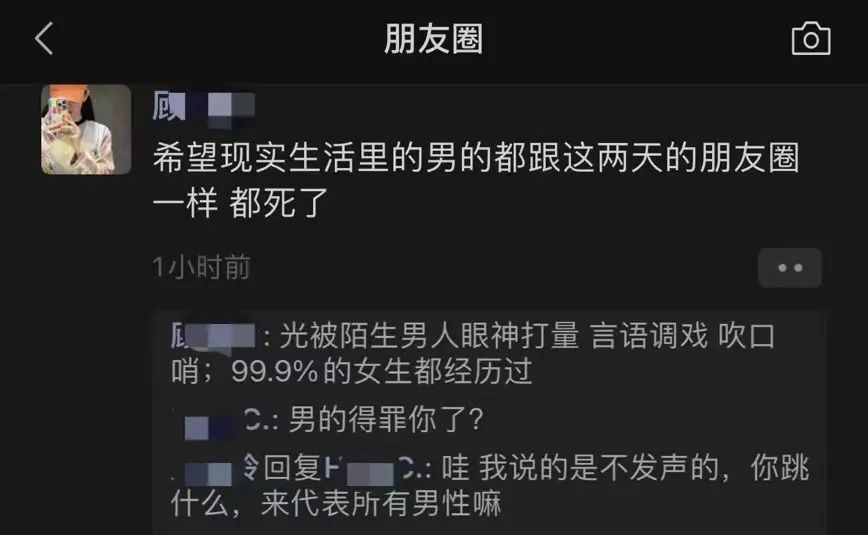 朋友圈
顾
希望现实生活里的男的都跟这两天的朋友圈
一样 都死了
1小时前
顾 : 光被陌生男人眼神打量 言语调戏 吹口
哨；99.9%的女生都经历过
C.: 男的得罪你了？
回复H C.: 哇 我说的是不发声的，你跳
什么，来代表所有男性嘛